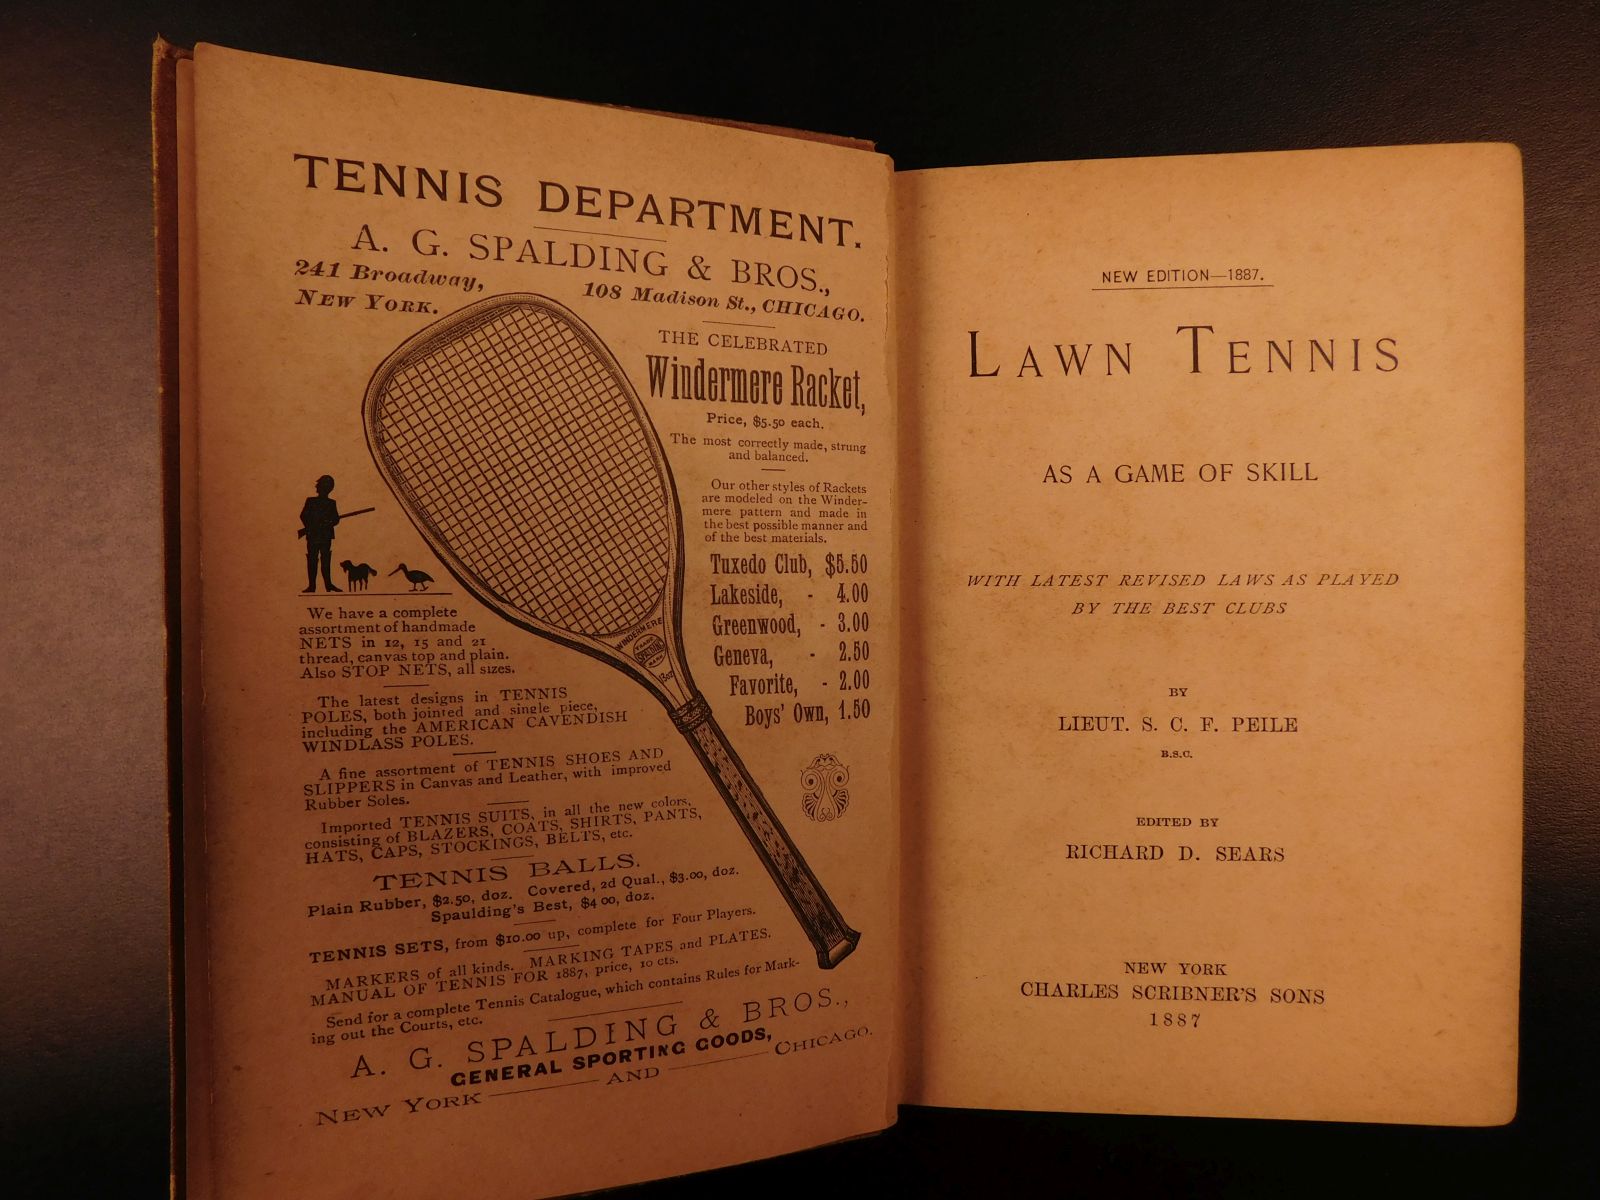 TENNIS DEPARTMENT.
A. G. SPALDING & BROS.,
241 Broadway,
NEW YORK.
108 Madison St., CHICAGO.
THE CELEBRATED
Windermere Racket,
Price, $5.50 each.
The most correctly made, strung
and balanced.
Our other styles of Rackets
are modeled on the Winder-
mere pattern and made in
the best possible manner and
of the best materials.
Tuxedo Club, $5.50
Lakeside, - 4.00
Greenwood, - 3.00
Geneva, - 2.50
Favorite, - 2.00
Boys' Own, 1.50
WINDERMERE
TRADE
SPALDING
MARK
13oz
We have a complete
assortment of handmade
NETS in 12, 15 and 21
thread, canvas top and plain.
Also STOP NETS, all sizes.
The latest designs in TENNIS
POLES, both jointed and single piece,
including the AMERICAN CAVENDISH
WINDLASS POLES.
A fine assortment of TENNIS SHOES AND
SLIPPERS in Canvas and Leather, with improved
Rubber Soles.
Imported TENNIS SUITS, in all the new colors,
consisting of BLAZERS, COATS, SHIRTS, PANTS,
HATS, CAPS, STOCKINGS, BELTS, etc.
TENNIS BALLS.
Plain Rubber, $2.50, doz. Covered, 2d Qual., $3.00, doz.
Spaulding's Best, $4 00, doz.
TENNIS SETS, from $10.00 up, complete for Four Players.
MARKERS of all kinds. MARKING TAPES and PLATES.
MANUAL OF TENNIS FOR 1887, price, 10 cts.
Send for a complete Tennis Catalogue, which contains Rules for Mark-
ing out the Courts, etc.
A. G. SPALDING & BROS.,
GENERAL SPORTING GOODS,
NEW YORK AND CHICAGO.
NEW EDITION—1887.
LAWN TENNIS
AS A GAME OF SKILL
WITH LATEST REVISED LAWS AS PLAYED
BY THE BEST CLUBS
BY
LIEUT. S. C. F. PEILE
B.S.C.
EDITED BY
RICHARD D. SEARS
NEW YORK
CHARLES SCRIBNER'S SONS
1887